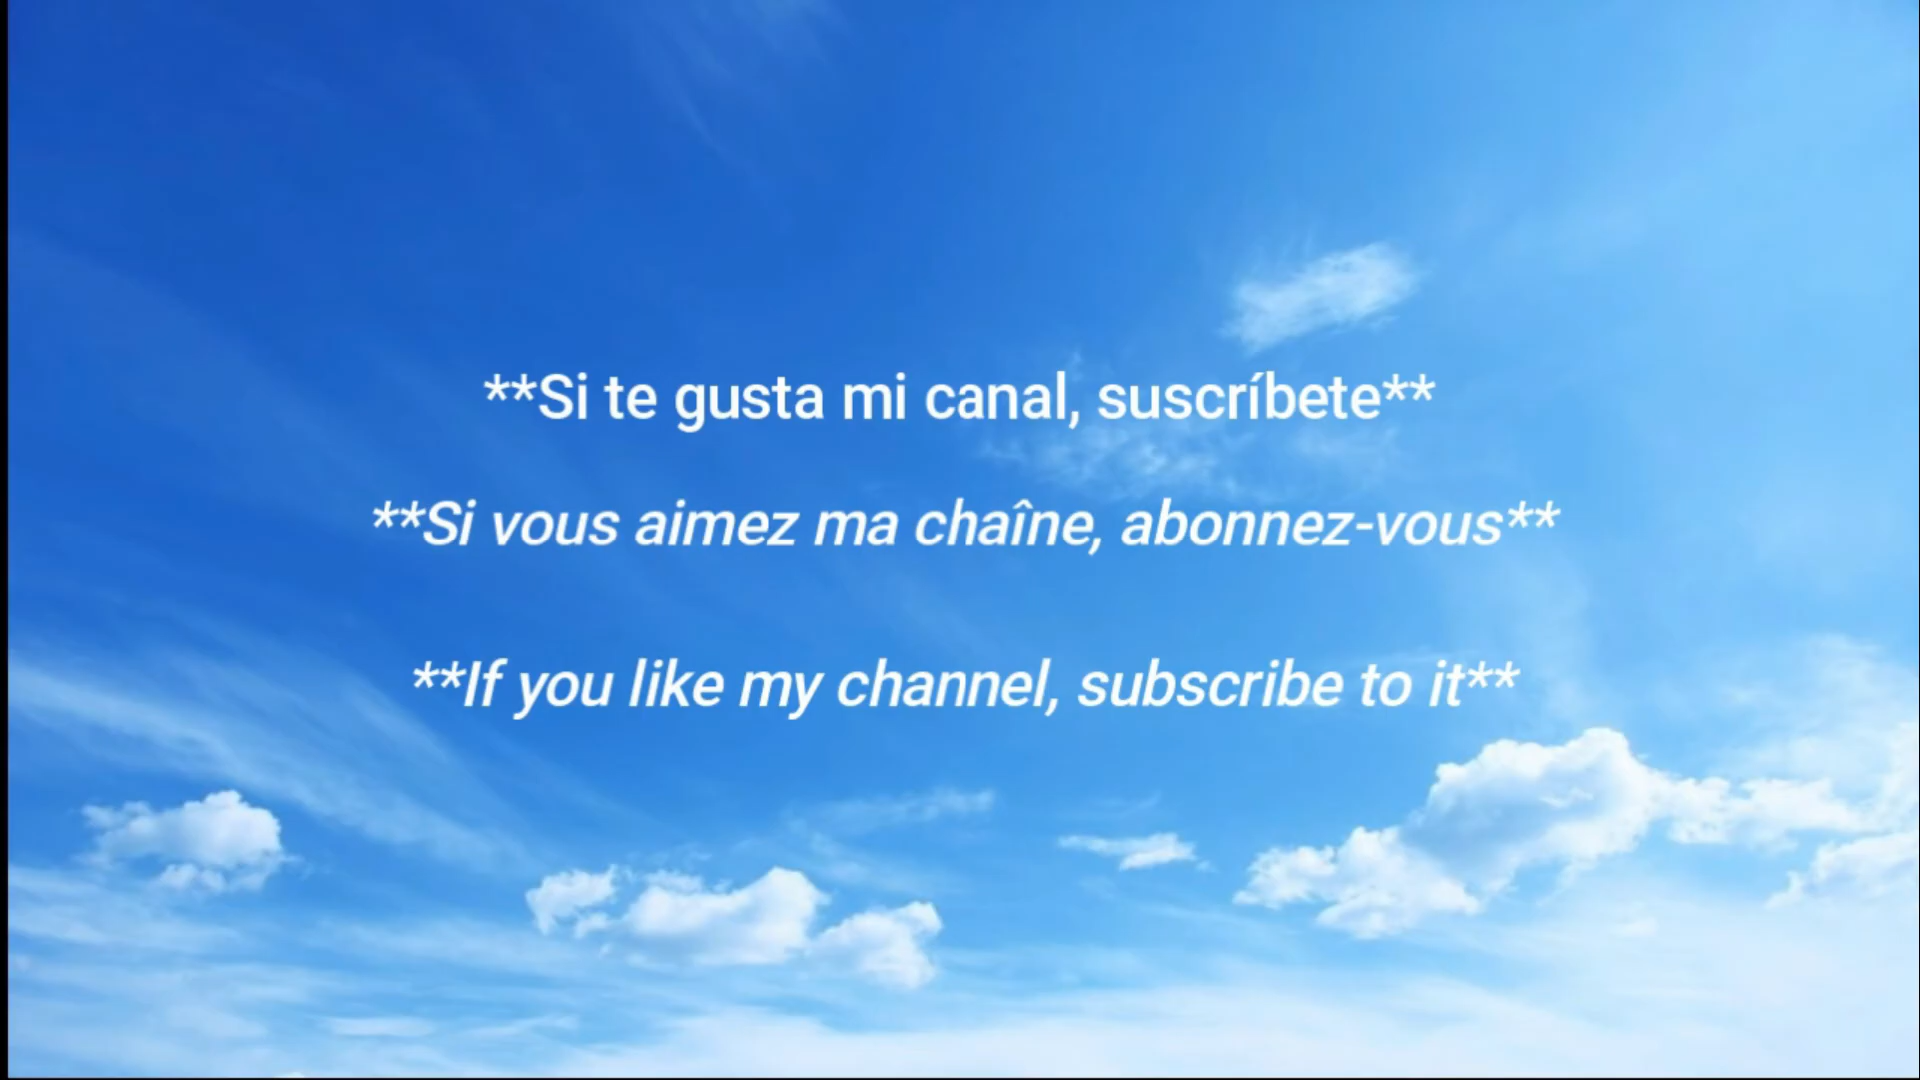 **Si te gusta mi canal, suscríbete**
**Si vous aimez ma chaîne, abonnez-vous**
**If you like my channel, subscribe to it**